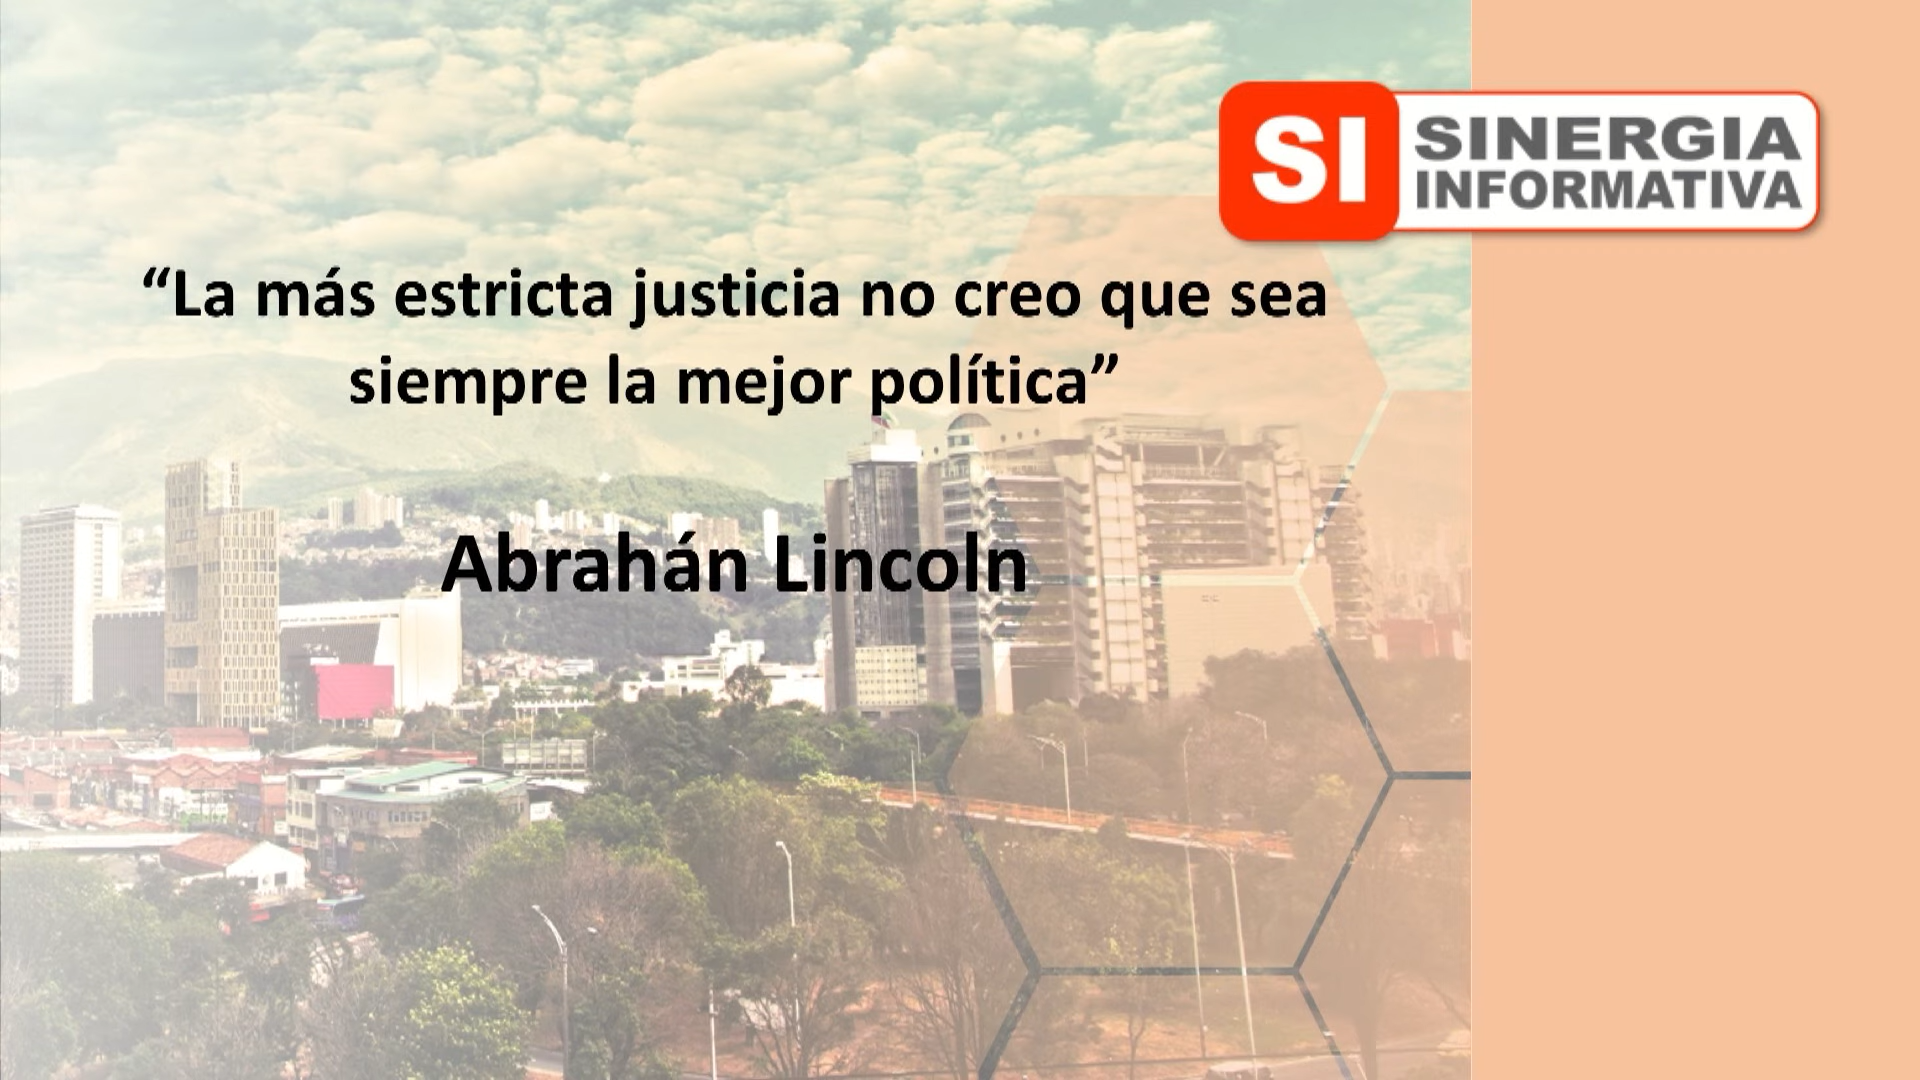 SI SINERGIA
INFORMATIVA
“La más estricta justicia no creo que sea
siempre la mejor política”
Abrahán Lincoln